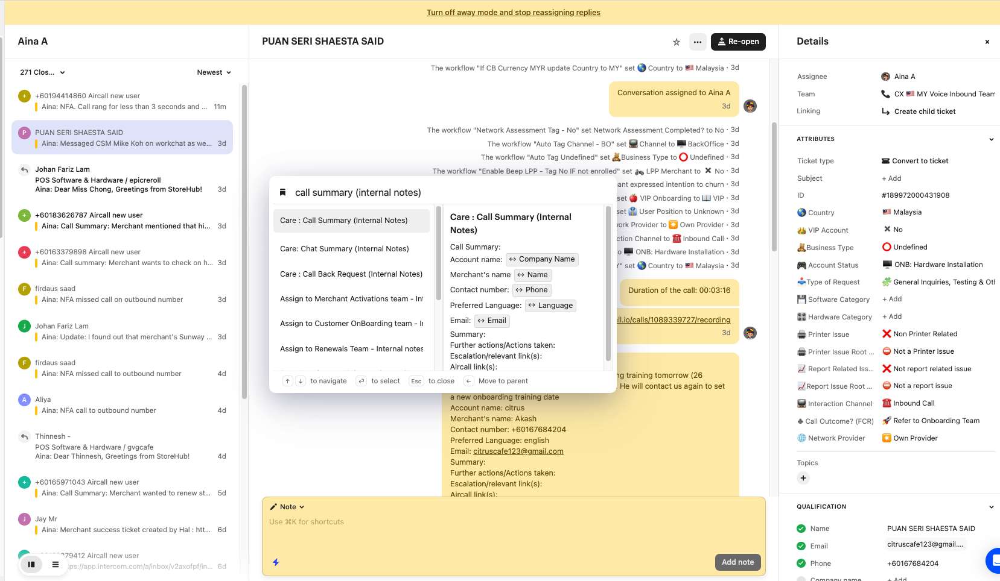 Turn off away mode and stop reassigning replies
Aina A
271 Clos...
Newest
+60194414860 Aircall new user
Aina: NFA. Call rang for less than 3 seconds and ...
11m
P
PUAN SERI SHAESTA SAID
Aina: Messaged CSM Mike Koh on workchat as we...
3d
Johan Fariz Lam
POS Software & Hardware / epicreroll
Aina: Dear Miss Chong, Greetings from StoreHub!
3d
+60183626787 Aircall new user
Aina: Call Summary: Merchant mentioned that hi...
3d
+60163379898 Aircall new user
Aina: Call summary: Merchant wants to check on h...
3d
F
firdaus saad
Aina: NFA missed call on outbound number
3d
J
Johan Fariz Lam
Aina: Update: I found out that merchant's Sunway ...
3d
F
firdaus saad
Aina: NFA missed call to outbound number
4d
A
Aliya
Aina: NFA call to outbound number
4d
Thinnesh -
POS Software & Hardware / gvgcafe
Aina: Dear Thinnesh, Greetings from StoreHub!
4d
+60165971043 Aircall new user
Aina: Call Summary: Merchant wanted to renew st...
5d
J
Jay Mr
Aina: Merchant success ticket created by Hal : htt...
6d
79412 Aircall new user
ps://app.intercom.com/a/inbox/v2axofpf/in...
6d
PUAN SERI SHAESTA SAID
Re-open
The workflow "If CB Currency MYR update Country to MY" set Country to Malaysia · 3d
Conversation assigned to Aina A
3d
The workflow "Network Assessment Tag - No" set Network Assessment Completed? to No · 3d
The workflow "Auto Tag Channel - BO" set Channel to BackOffice · 3d
The workflow "Auto Tag Undefined" set Business Type to Undefined · 3d
The workflow "Enable Beep LPP - Tag No IF not enrolled" set LPP Merchant to No · 3d
ant expressed intention to churn · 3d
set VIP Onboarding to VIP · 3d
set User Position to Unknown · 3d
ork Provider to Own Provider · 3d
ction Channel to Inbound Call · 3d
to ONB: Hardware Installation · 3d
Y" set Country to Malaysia · 3d
Duration of the call: 00:03:16
all.io/calls/1089339727/recording
3d
call summary (internal notes)
Care : Call Summary (Internal Notes)
Care: Chat Summary (Internal Notes)
Care : Call Back Request (Internal Notes)
Assign to Merchant Activations team - Int
Assign to Customer OnBoarding team - In
Assign to Renewals Team - Internal notes
Care : Call Summary (Internal
Notes)
Call Summary:
Account name: Company Name
Merchant's name Name
Contact number: Phone
Preferred Language: Language
Email: Email
Summary:
Further actions/Actions taken:
Escalation/relevant link(s):
Aircall link(s):
to navigate
to select
Esc to close
Move to parent
ng training tomorrow (26
. He will contact us again to set
a new onboarding training date
Account name: citrus
Merchant's name: Akash
Contact number: +60167684204
Preferred Language: english
Email: citruscafe123@gmail.com
Summary:
Further actions/Actions taken:
Escalation/relevant link(s):
Aircall link(s):
Note
Use ⌘K for shortcuts
Add note
Details
Assignee
Aina A
Team
CX MY Voice Inbound Team
Linking
Create child ticket
ATTRIBUTES
Ticket type
Convert to ticket
Subject
+ Add
ID
#189972000431908
Country
Malaysia
VIP Account
No
Business Type
Undefined
Account Status
ONB: Hardware Installation
Type of Request
General Inquiries, Testing & Oth
Software Category
+ Add
Hardware Category
+ Add
Printer Issue
Non Printer Related
Printer Issue Root ...
Not a Printer Issue
Report Related Iss...
Not report related issue
Report Issue Root ...
Not a report issue
Interaction Channel
Inbound Call
Call Outcome? (FCR)
Refer to Onboarding Team
Network Provider
Own Provider
Topics
+
QUALIFICATION
Name
PUAN SERI SHAESTA SAID
Email
citruscafe123@gmail....
Phone
+60167684204
Company name
+ Add